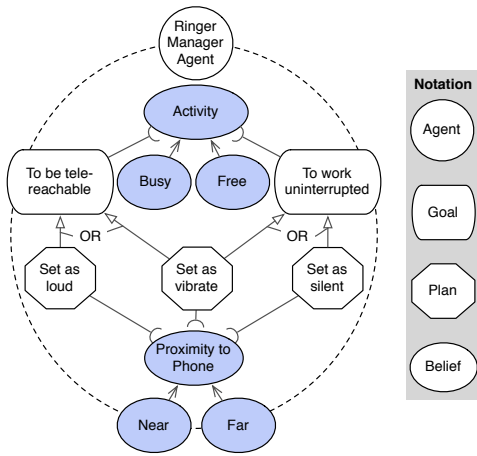 Ringer
Manager
Agent
Activity
Busy
Free
To be tele-
reachable
To work
uninterrupted
OR
OR
Set as
loud
Set as
vibrate
Set as
silent
Proximity to
Phone
Near
Far
Notation
Agent
Goal
Plan
Belief